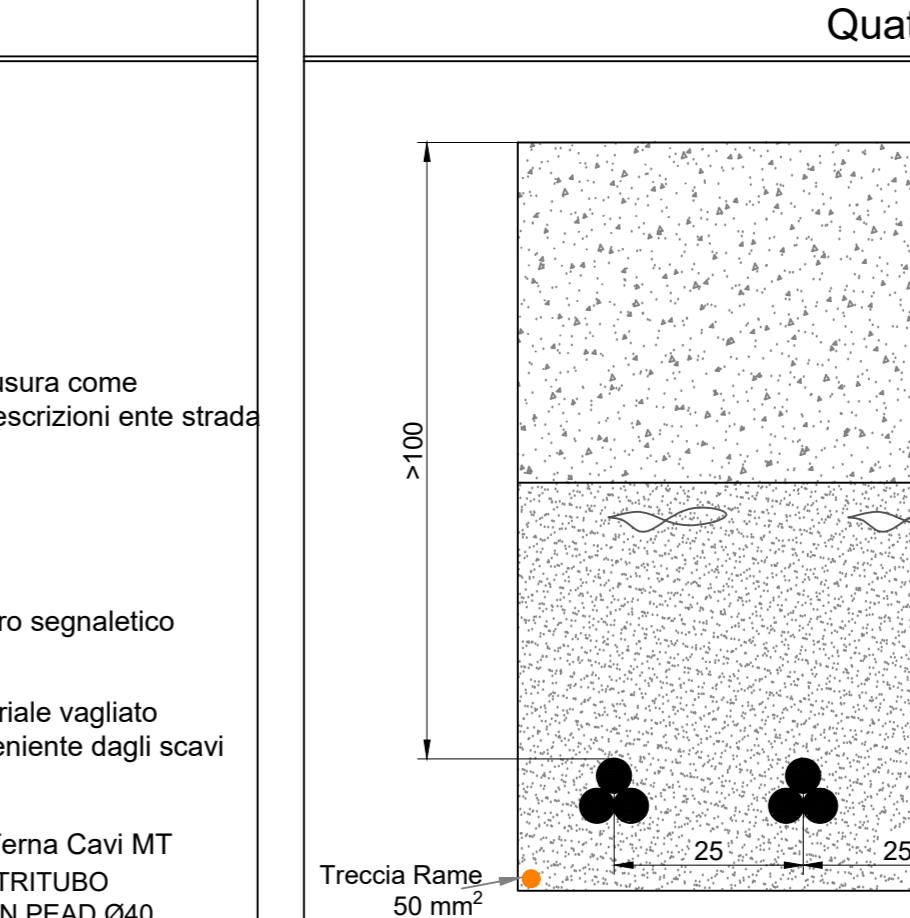 Quat
usura come
escrizioni ente strada
>100
ro segnaletico
riale vagliato
eniente dagli scavi
Terna Cavi MT
TRITUBO
N PEAD Ø40
25
25
Treccia Rame
50 mm²